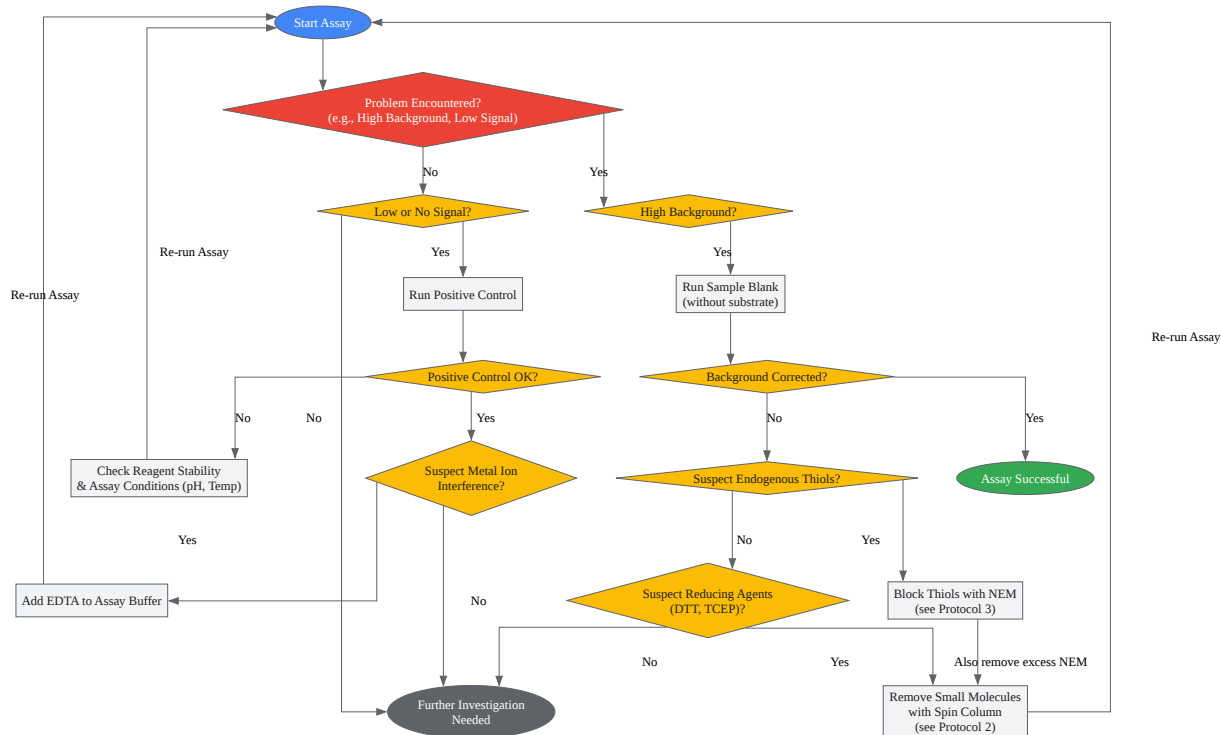 Start Assay
Problem Encountered?
(e.g., High Background, Low Signal)
No
Yes
Low or No Signal?
High Background?
Re-run Assay
Yes
Yes
Re-run Assay
Run Positive Control
Run Sample Blank
(without substrate)
Re-run Assay
Positive Control OK?
Background Corrected?
No
No
Yes
No
Yes
Check Reagent Stability
& Assay Conditions (pH, Temp)
Suspect Metal Ion
Interference?
Suspect Endogenous Thiols?
Assay Successful
Yes
No
Yes
Add EDTA to Assay Buffer
No
Suspect Reducing Agents
(DTT, TCEP)?
Block Thiols with NEM
(see Protocol 3)
No
Yes
Also remove excess NEM
Further Investigation
Needed
Remove Small Molecules
with Spin Column
(see Protocol 2)